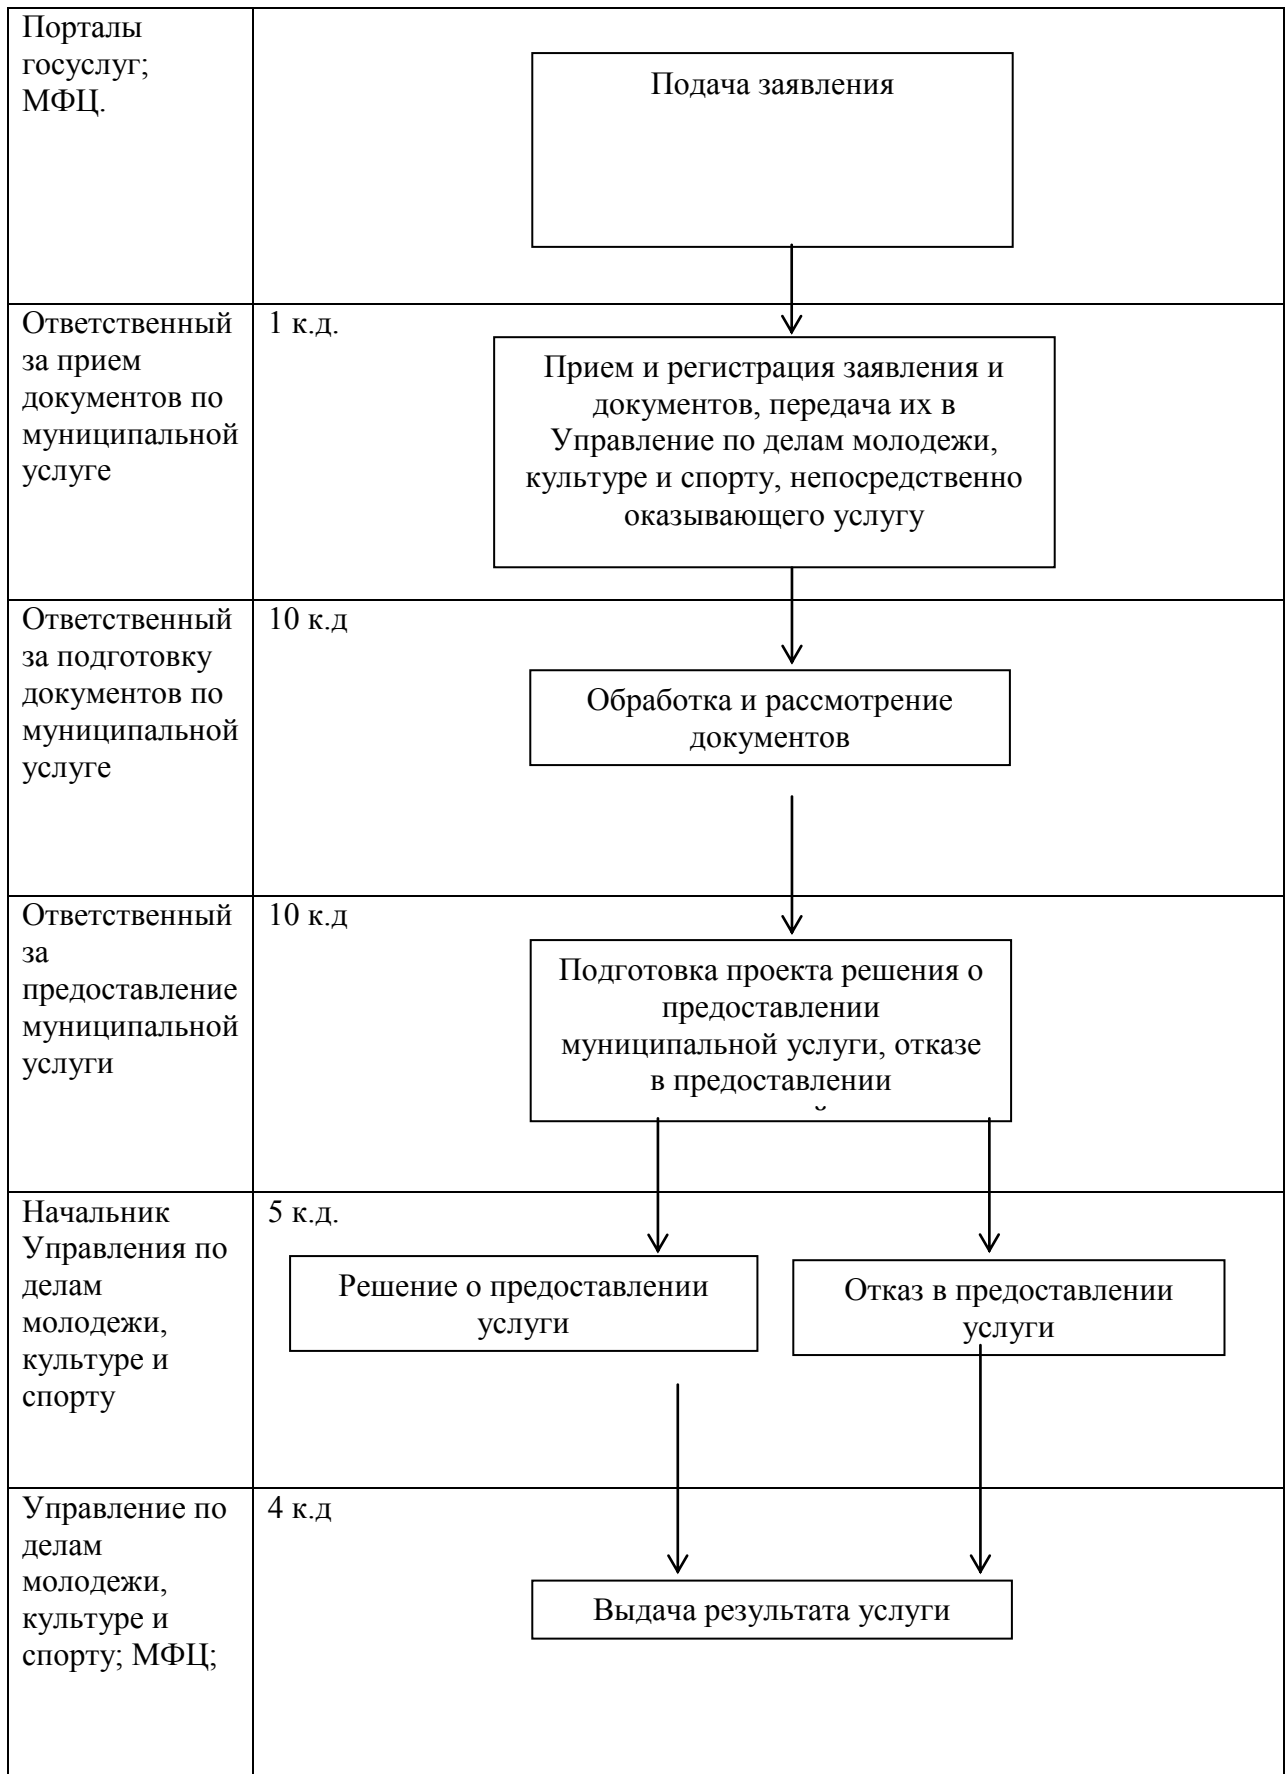 Порталы
госуслуг;
МФЦ.
Подача заявления
Ответственный
за прием
документов по
муниципальной
услуге
1 к.д.
Прием и регистрация заявления и
документов, передача их в
Управление по делам молодежи,
культуре и спорту, непосредственно
оказывающего услугу
Ответственный
за подготовку
документов по
муниципальной
услуге
10 к.д
Обработка и рассмотрение
документов
Ответственный
за
предоставление
муниципальной
услуги
10 к.д
Подготовка проекта решения о
предоставлении
муниципальной услуги, отказе
в предоставлении
Начальник
Управления по
делам
молодежи,
культуре и
спорту
5 к.д.
Решение о предоставлении
услуги
Отказ в предоставлении
услуги
Управление по
делам
молодежи,
культуре и
спорту; МФЦ;
4 к.д
Выдача результата услуги